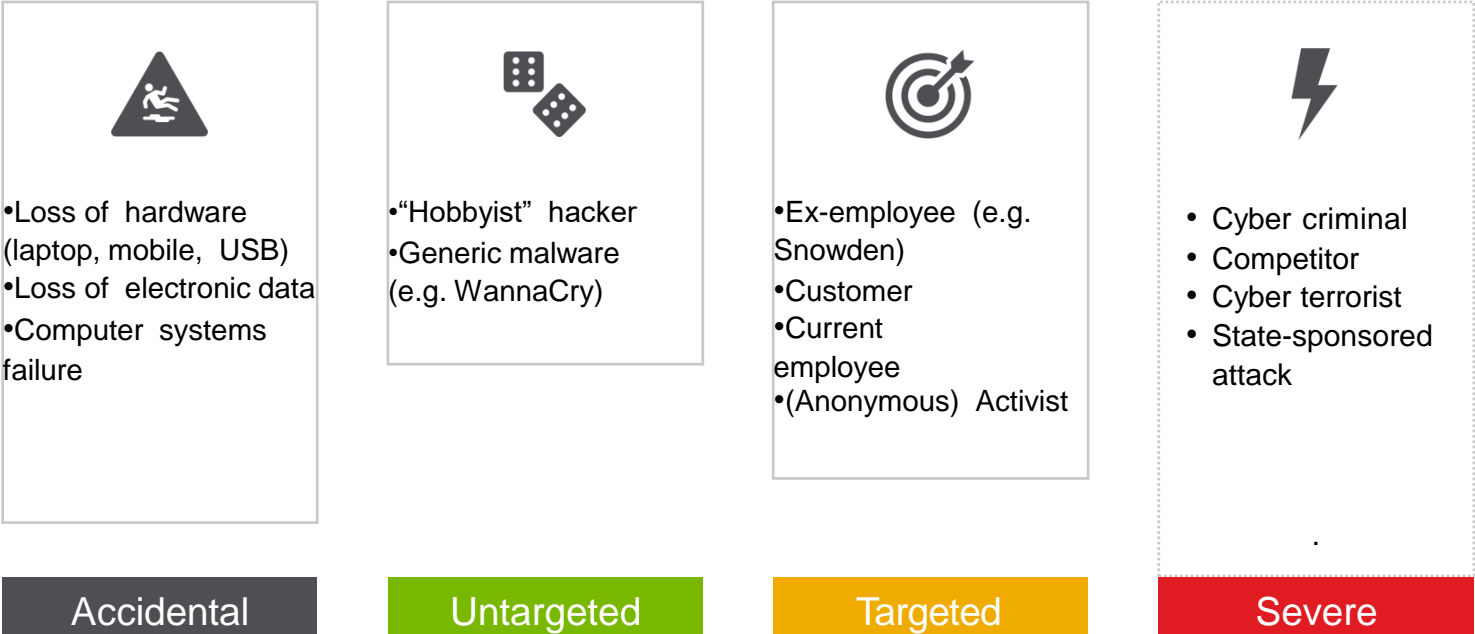 •Loss of hardware
(laptop, mobile, USB)
•Loss of electronic data
•Computer systems
failure
•“Hobbyist” hacker
•Generic malware
(e.g. WannaCry)
•Ex-employee (e.g.
Snowden)
•Customer
•Current
employee
•(Anonymous) Activist
• Cyber criminal
• Competitor
• Cyber terrorist
• State-sponsored
attack
.
Accidental
Untargeted
Targeted
Severe